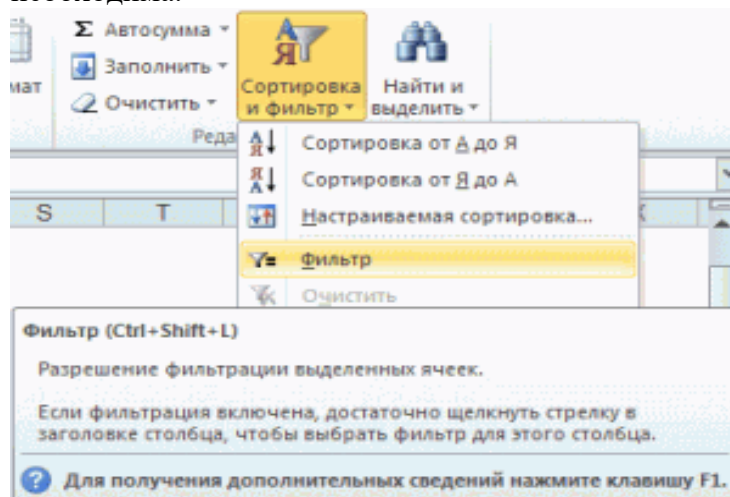 Σ Автосумма
Заполнить
Очистить
мат
Сортировка
и фильтр
Найти и
выделить
Реда
Сортировка от А до Я
Сортировка от Я до А
Настраиваемая сортировка...
S T
Фильтр
Очистить
Фильтр (Ctrl+Shift+L)
Разрешение фильтрации выделенных ячеек.
Если фильтрация включена, достаточно щелкнуть стрелку в
заголовке столбца, чтобы выбрать фильтр для этого столбца.
Для получения дополнительных сведений нажмите клавишу F1.